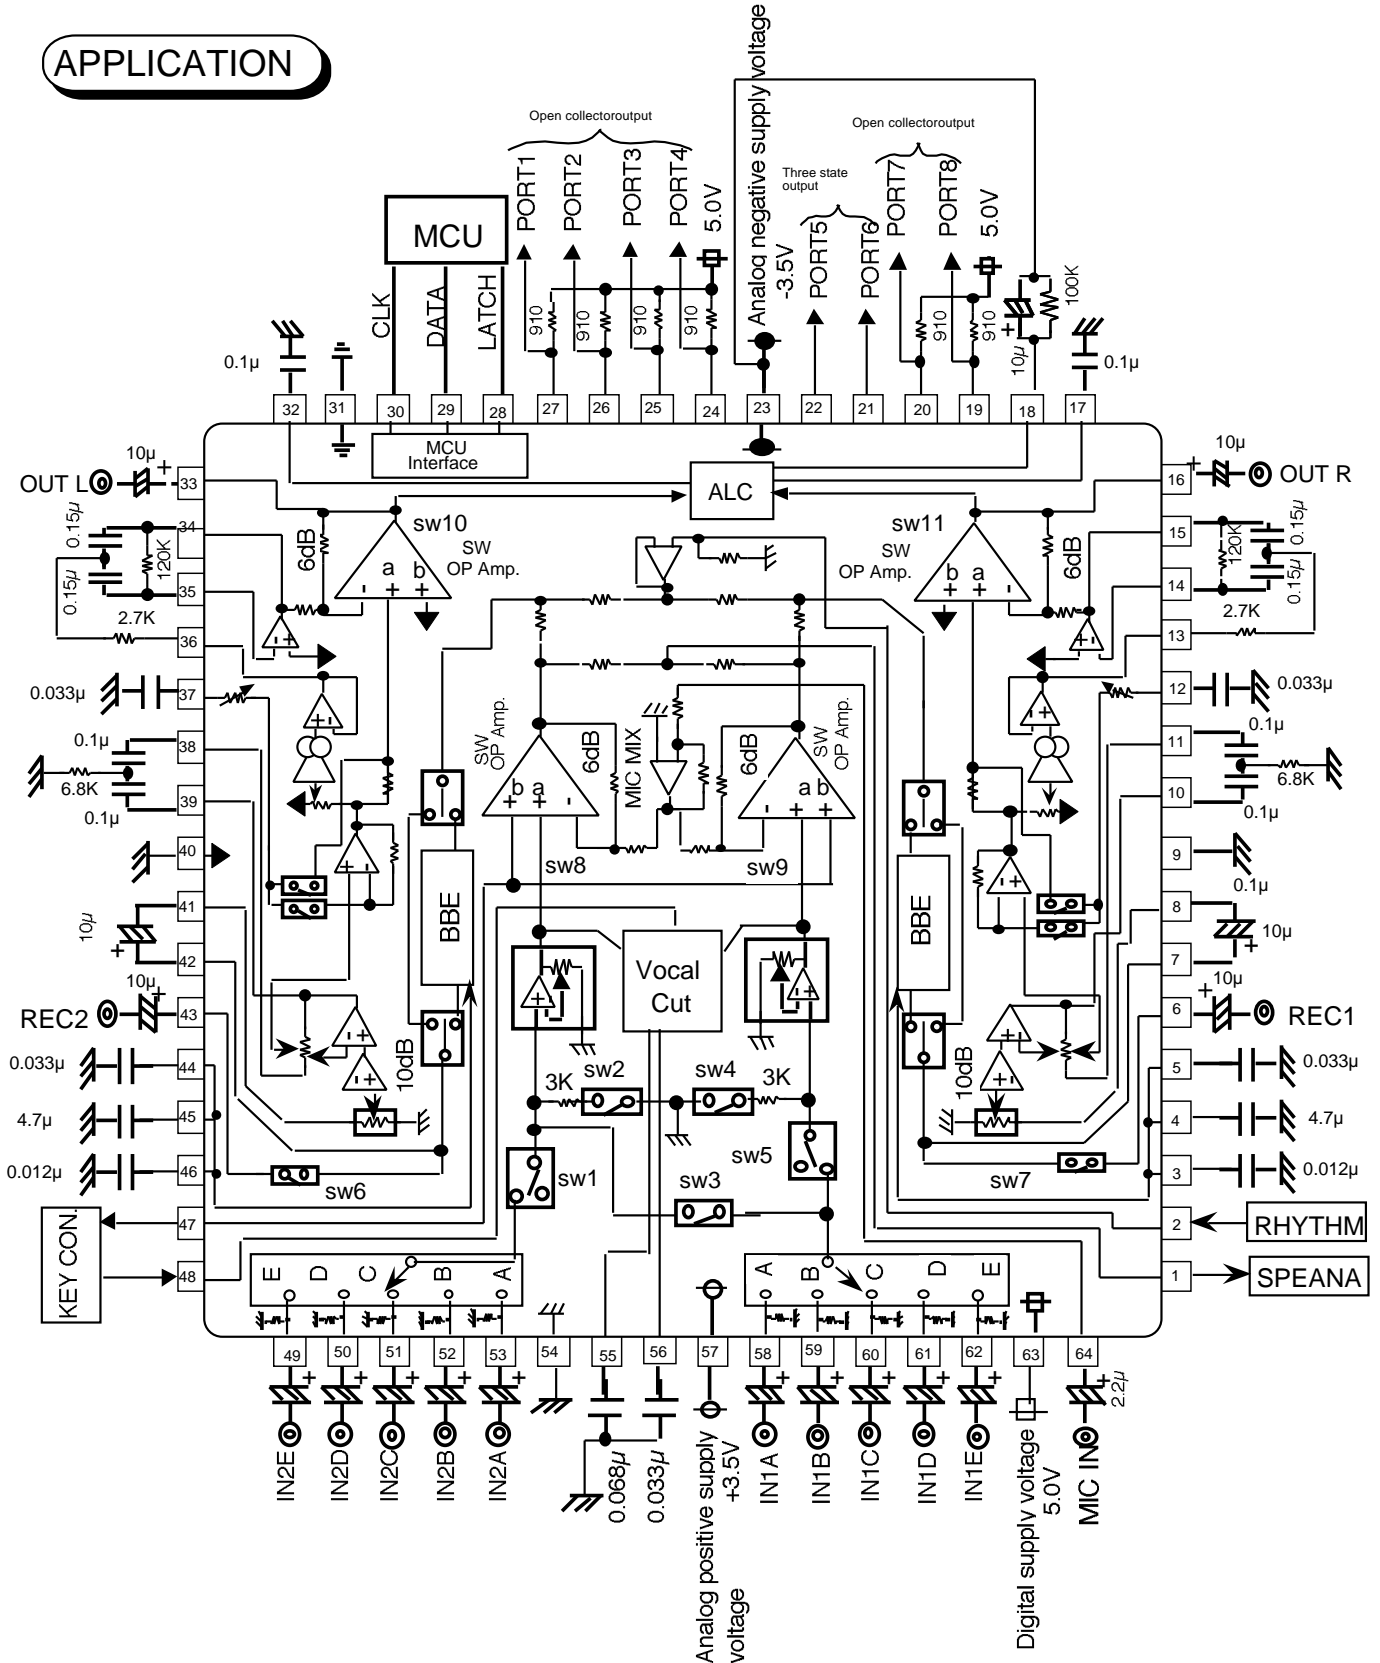 APPLICATION
Open collectoroutput
PORT1
PORT2
PORT3
PORT4
5.0V
Analog negative supply voltage
-3.5V
Three state
output
PORT5
PORT6
Open collectoroutput
PORT7
PORT8
5.0V
MCU
CLK
DATA
LATCH
910
910
910
910
910
910
10µ
+
100K
0.1µ
0.1µ
32
31
30
29
28
27
26
25
24
23
22
21
20
19
18
17
MCU
Interface
ALC
OUT L
10µ
+
33
16
+
10µ
OUT R
0.15µ
0.15µ
120K
2.7K
34
35
36
15
14
13
120K
0.15µ
0.15µ
2.7K
6dB
sw10
SW
OP Amp.
a b
- + +
sw11
SW
OP Amp.
b a
+ + -
6dB
0.033µ
37
12
0.033µ
0.1µ
6.8K
0.1µ
38
39
11
10
0.1µ
6.8K
0.1µ
SW
OP Amp.
b a
+ + -
6dB
MIC MIX
6dB
SW
OP Amp.
a b
- + +
sw8
sw9
40
9
0.1µ
10µ
+
41
42
8
7
10µ
+
BBE
BBE
Vocal
Cut
REC2
10µ
+
43
6
+
10µ
REC1
0.033µ
44
5
0.033µ
4.7µ
45
4
4.7µ
0.012µ
46
3
0.012µ
10dB
10dB
3K
sw2
sw4
3K
sw1
sw5
sw3
sw6
sw7
KEY CON.
47
48
2
RHYTHM
1
SPEANA
E D C B A
A B C D E
49
50
51
52
53
54
55
56
57
58
59
60
61
62
63
64
+
+
+
+
+
+
+
+
+
+
+
2.2µ
IN2E
IN2D
IN2C
IN2B
IN2A
0.068µ
0.033µ
Analog positive supply
voltage
+3.5V
IN1A
IN1B
IN1C
IN1D
IN1E
Digital supply voltage
5.0V
MIC IN